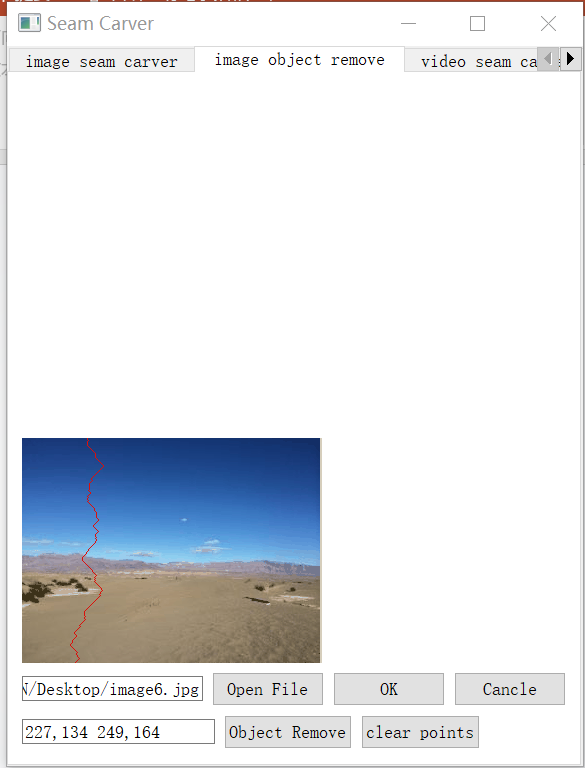 Seam Carver
image seam carver
image object remove
video seam ca
N/Desktop/image6.jpg
Open File
OK
Cancle
227,134 249,164
Object Remove
clear points